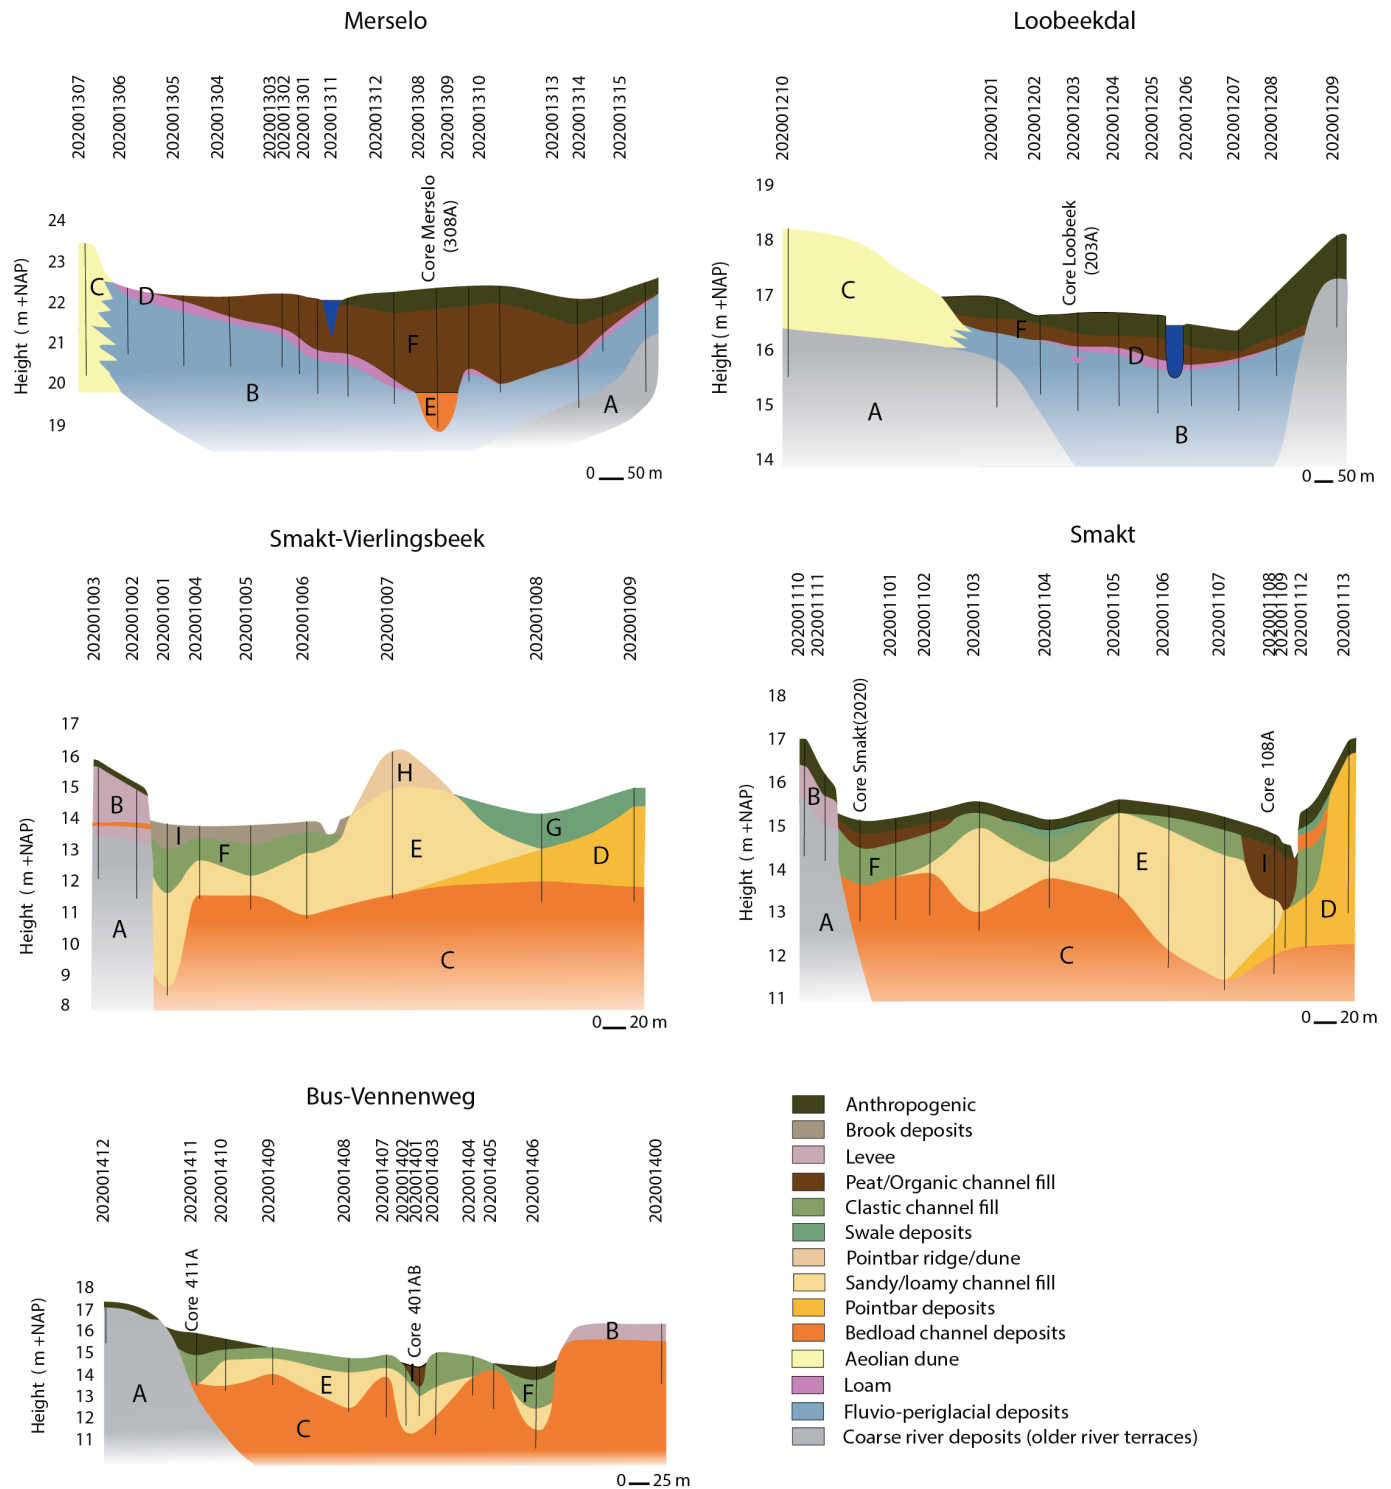 Merselo
202001307
202001306
202001305
202001304
202001303
202001302
202001301
202001311
202001312
202001308
202001309
202001310
202001313
202001314
202001315
Core Merselo
(308A)
Height ( m +NAP)
24
23
22
21
20
19
C
D
F
B
E
A
0 50 m
Loobeekdal
202001210
202001201
202001202
202001203
202001204
202001205
202001206
202001207
202001208
202001209
Core Loobeek
(203A)
Height ( m +NAP)
19
18
17
16
15
14
C
F
D
A
B
0 50 m
Smakt-Vierlingsbeek
202001003
202001002
202001001
202001004
202001005
202001006
202001007
202001008
202001009
Height ( m +NAP)
17
16
15
14
13
12
11
10
9
8
H
B
I
F
G
E
D
A
C
0 20 m
Smakt
202001110
202001111
202001101
202001102
202001103
202001104
202001105
202001106
202001107
202001108
202001109
202001112
202001113
Core Smakt(2020)
Core 108A
Height ( m +NAP)
18
17
16
15
14
13
12
11
B
F
E
I
A
D
C
0 20 m
Bus-Vennenweg
202001412
202001411
202001410
202001409
202001408
202001407
202001402
202001401
202001403
202001404
202001405
202001406
202001400
Core 411A
Core 401AB
Height ( m +NAP)
18
17
16
15
14
13
12
11
B
I
A
E
F
C
0 25 m
Anthropogenic
Brook deposits
Levee
Peat/Organic channel fill
Clastic channel fill
Swale deposits
Pointbar ridge/dune
Sandy/loamy channel fill
Pointbar deposits
Bedload channel deposits
Aeolian dune
Loam
Fluvio-periglacial deposits
Coarse river deposits (older river terraces)